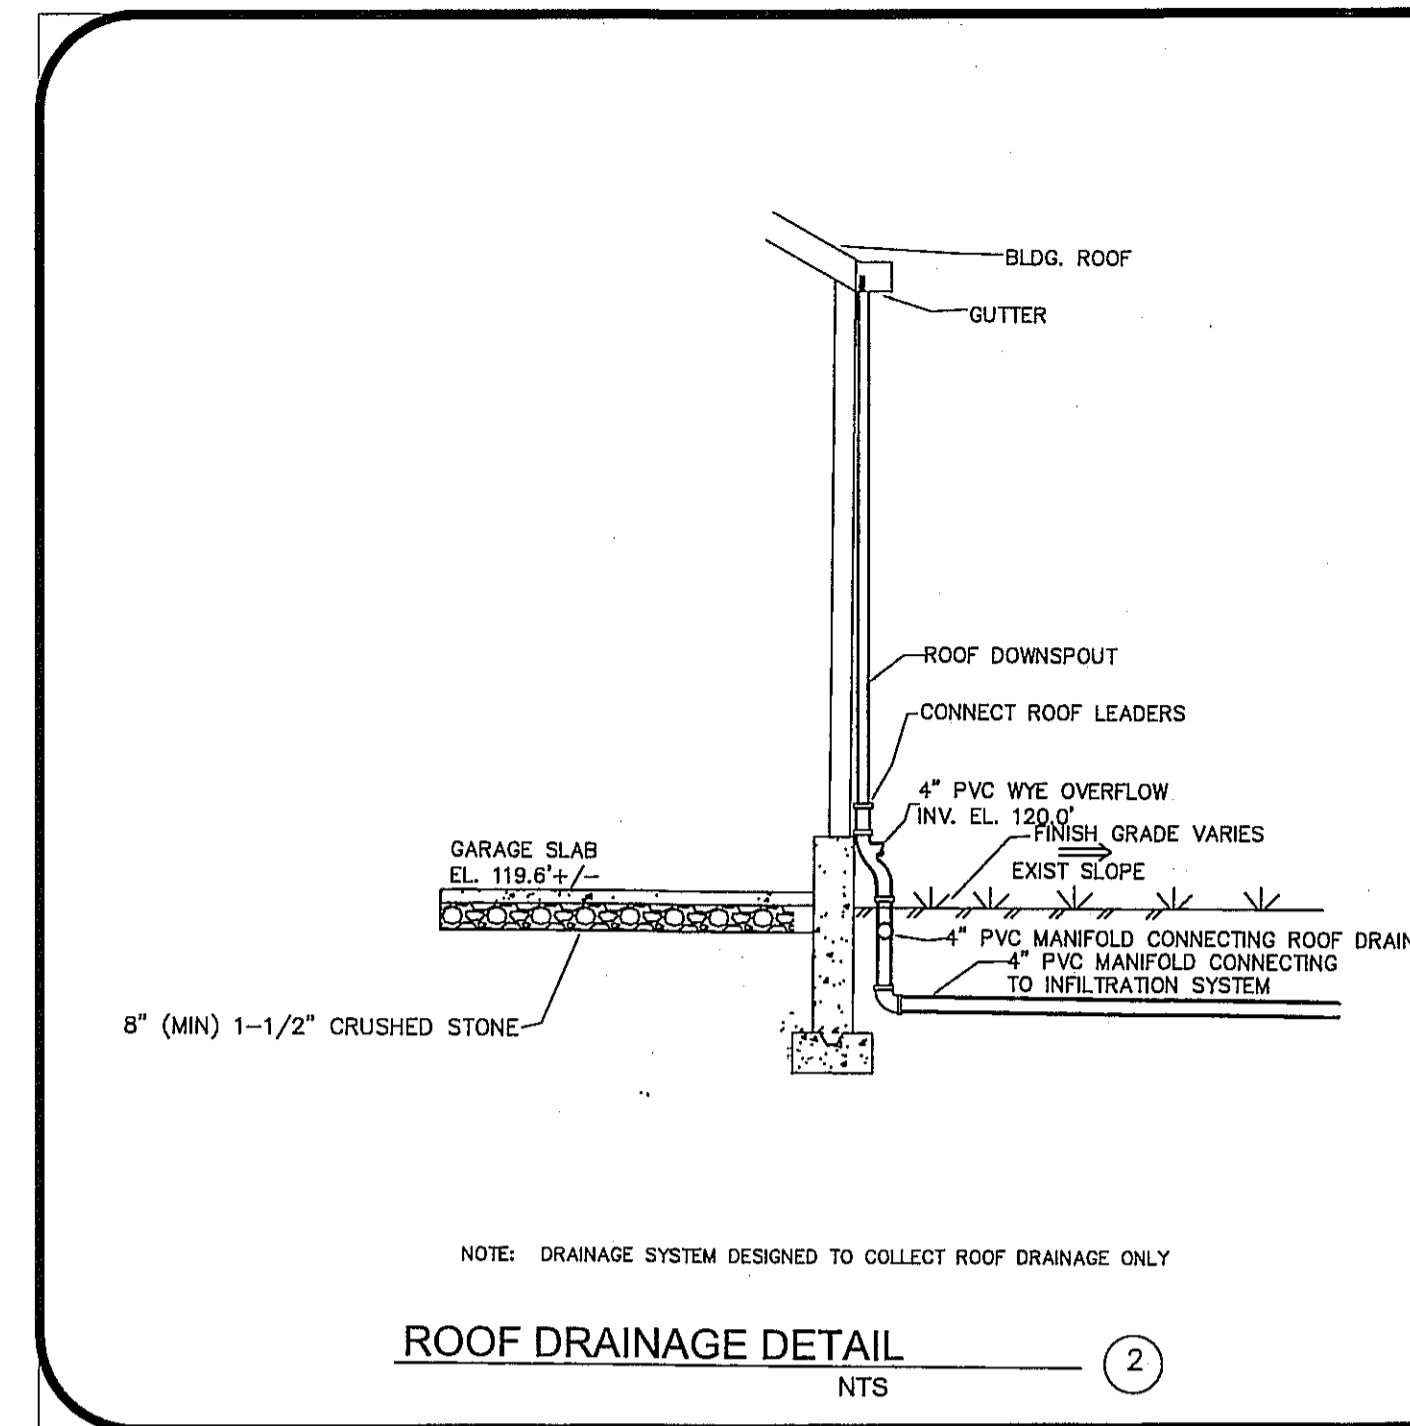 BLDG. ROOF
GUTTER
ROOF DOWNSPOUT
CONNECT ROOF LEADERS
4" PVC WYE OVERFLOW
INV. EL. 120.0'
FINISH GRADE VARIES
EXIST SLOPE
GARAGE SLAB
EL. 119.6'+/-
4" PVC MANIFOLD CONNECTING ROOF DRAIN
4" PVC MANIFOLD CONNECTING
TO INFILTRATION SYSTEM
8" (MIN) 1-1/2" CRUSHED STONE
NOTE: DRAINAGE SYSTEM DESIGNED TO COLLECT ROOF DRAINAGE ONLY
ROOF DRAINAGE DETAIL
2
NTS